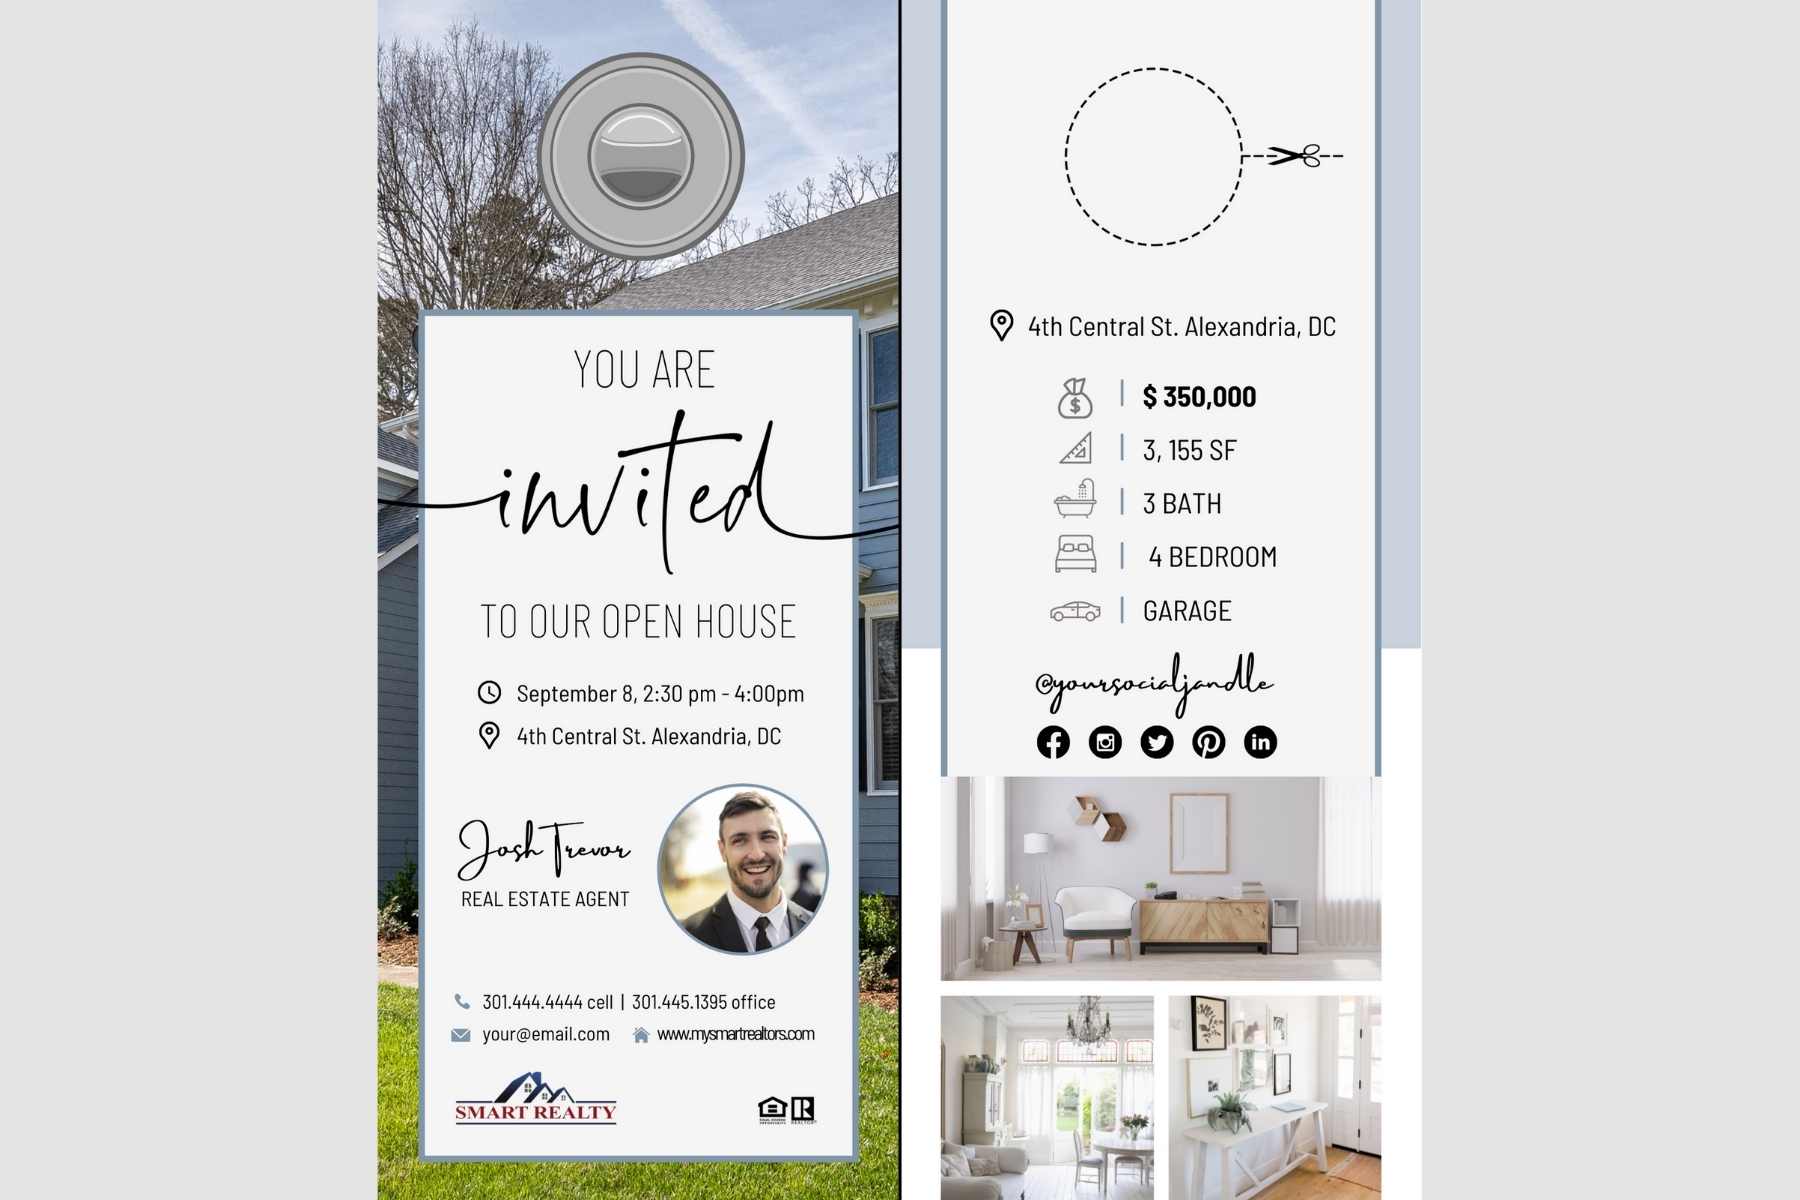 YOU ARE
invited
TO OUR OPEN HOUSE
September 8, 2:30 pm - 4:00pm
4th Central St. Alexandria, DC
Josh Trevor
REAL ESTATE AGENT
301.444.4444 cell | 301.445.1395 office
your@email.com www.mysmartrealtors.com
SMART REALTY
REALTOR
4th Central St. Alexandria, DC
$ 350,000
3, 155 SF
3 BATH
4 BEDROOM
GARAGE
@yoursocialjandle